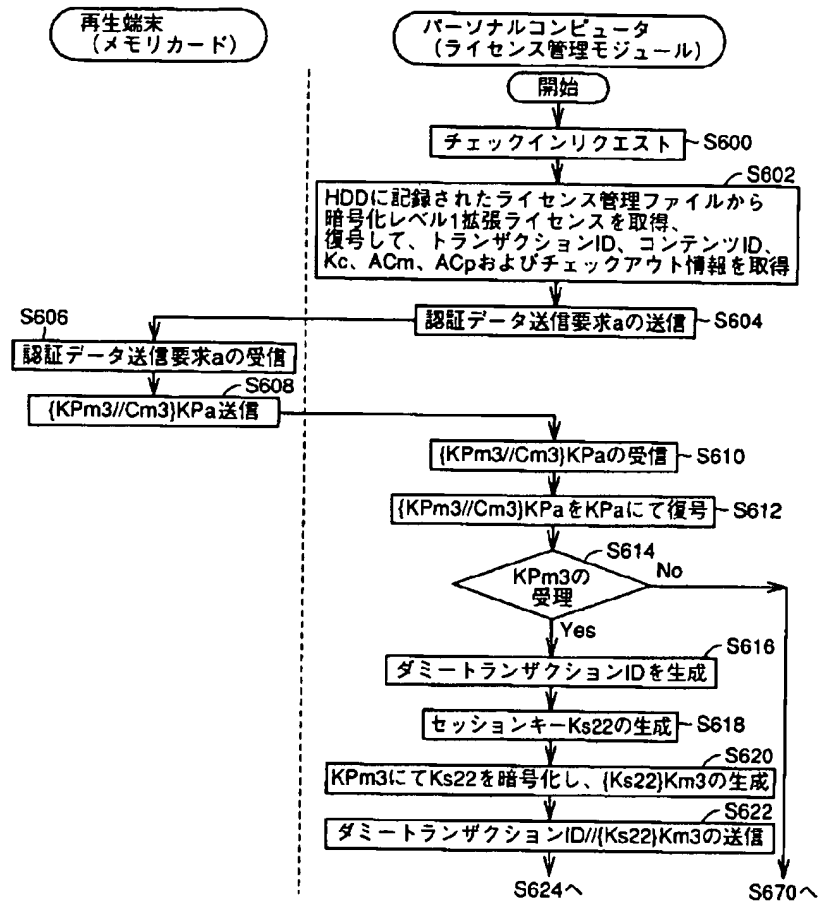 再生端末
(メモリカード)
パーソナルコンピュータ
(ライセンス管理モジュール)
開始
チェックインリクエスト
S600
S602
HDDに記録されたライセンス管理ファイルから
暗号化レベル1拡張ライセンスを取得、
復号して、トランザクションID、コンテンツID、
Kc、ACm、ACpおよびチェックアウト情報を取得
認証データ送信要求aの送信
S604
S606
認証データ送信要求aの受信
S608
{KPm3//Cm3}KPa送信
{KPm3//Cm3}KPaの受信
S610
{KPm3//Cm3}KPaをKPaにて復号
S612
S614
KPm3の
受理
No
Yes
S616
ダミートランザクションIDを生成
セッションキーKs22の生成
S618
S620
KPm3にてKs22を暗号化し、{Ks22}Km3の生成
S622
ダミートランザクションID//{Ks22}Km3の送信
S624へ
S670へ